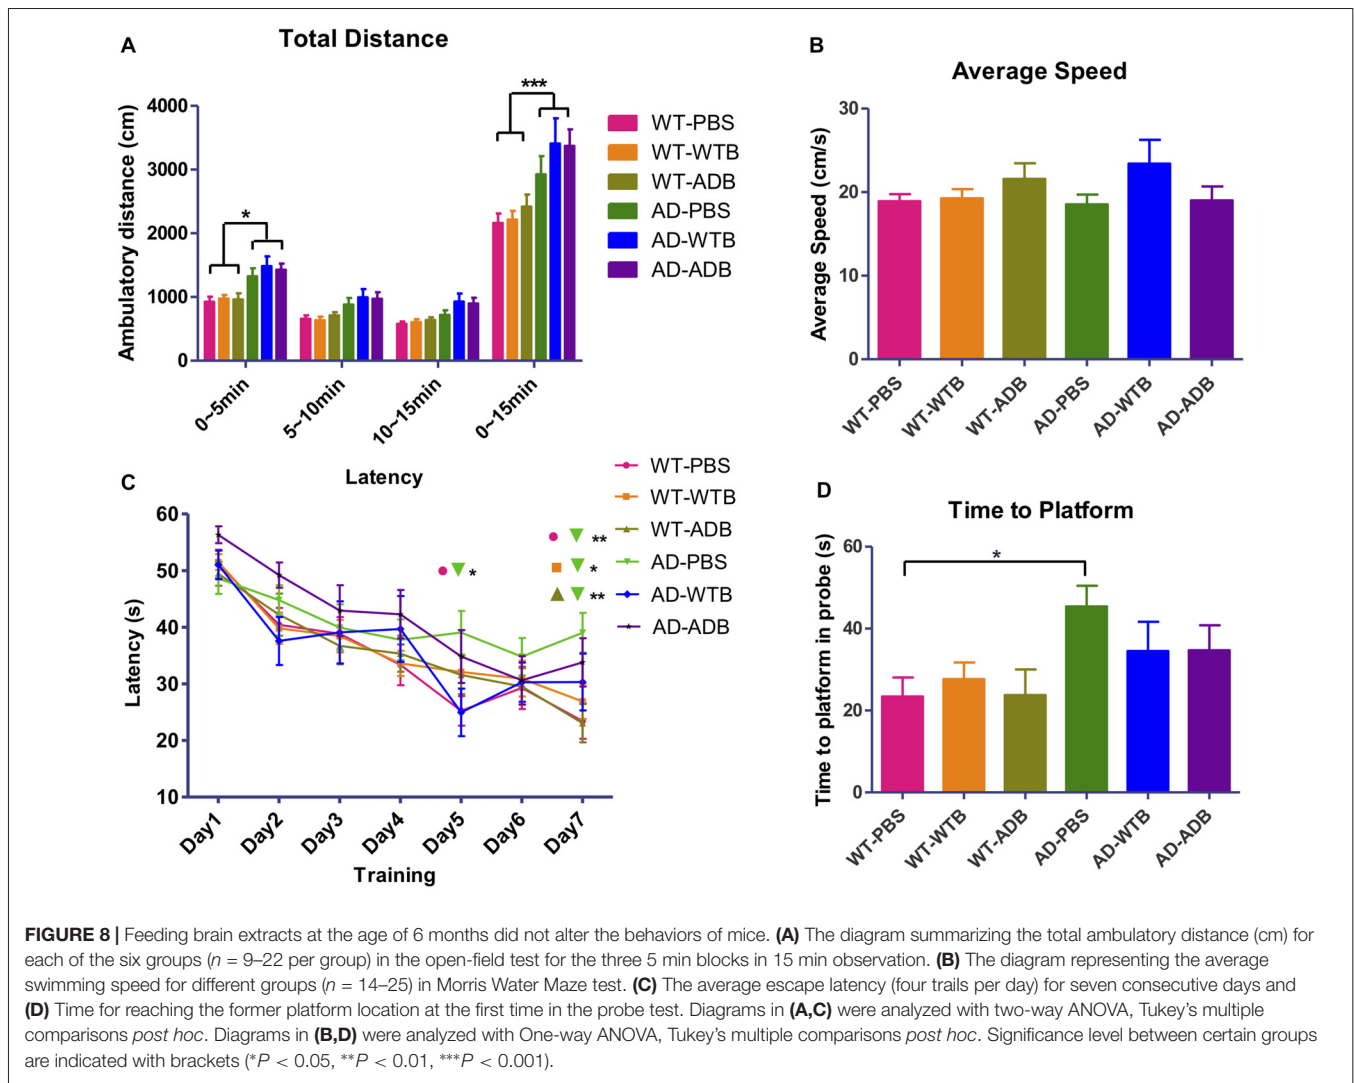 A
Total Distance
***
*
4000
3000
2000
1000
0
Ambulatory distance (cm)
0~5min
5~10min
10~15min
0~15min
WT-PBS
WT-WTB
WT-ADB
AD-PBS
AD-WTB
AD-ADB
B
Average Speed
30
20
10
0
Average Speed (cm/s)
WT-PBS
WT-WTB
WT-ADB
AD-PBS
AD-WTB
AD-ADB
C
Latency
60
50
40
30
20
10
Latency (s)
**
*
*
**
Day1
Day2
Day3
Day4
Day5
Day6
Day7
Training
WT-PBS
WT-WTB
WT-ADB
AD-PBS
AD-WTB
AD-ADB
D
Time to Platform
*
60
40
20
0
Time to platform in probe (s)
WT-PBS
WT-WTB
WT-ADB
AD-PBS
AD-WTB
AD-ADB
FIGURE 8 | Feeding brain extracts at the age of 6 months did not alter the behaviors of mice. (A) The diagram summarizing the total ambulatory distance (cm) for
each of the six groups (n = 9–22 per group) in the open-field test for the three 5 min blocks in 15 min observation. (B) The diagram representing the average
swimming speed for different groups (n = 14–25) in Morris Water Maze test. (C) The average escape latency (four trails per day) for seven consecutive days and
(D) Time for reaching the former platform location at the first time in the probe test. Diagrams in (A,C) were analyzed with two-way ANOVA, Tukey's multiple
comparisons post hoc. Diagrams in (B,D) were analyzed with One-way ANOVA, Tukey's multiple comparisons post hoc. Significance level between certain groups
are indicated with brackets (*P < 0.05, **P < 0.01, ***P < 0.001).